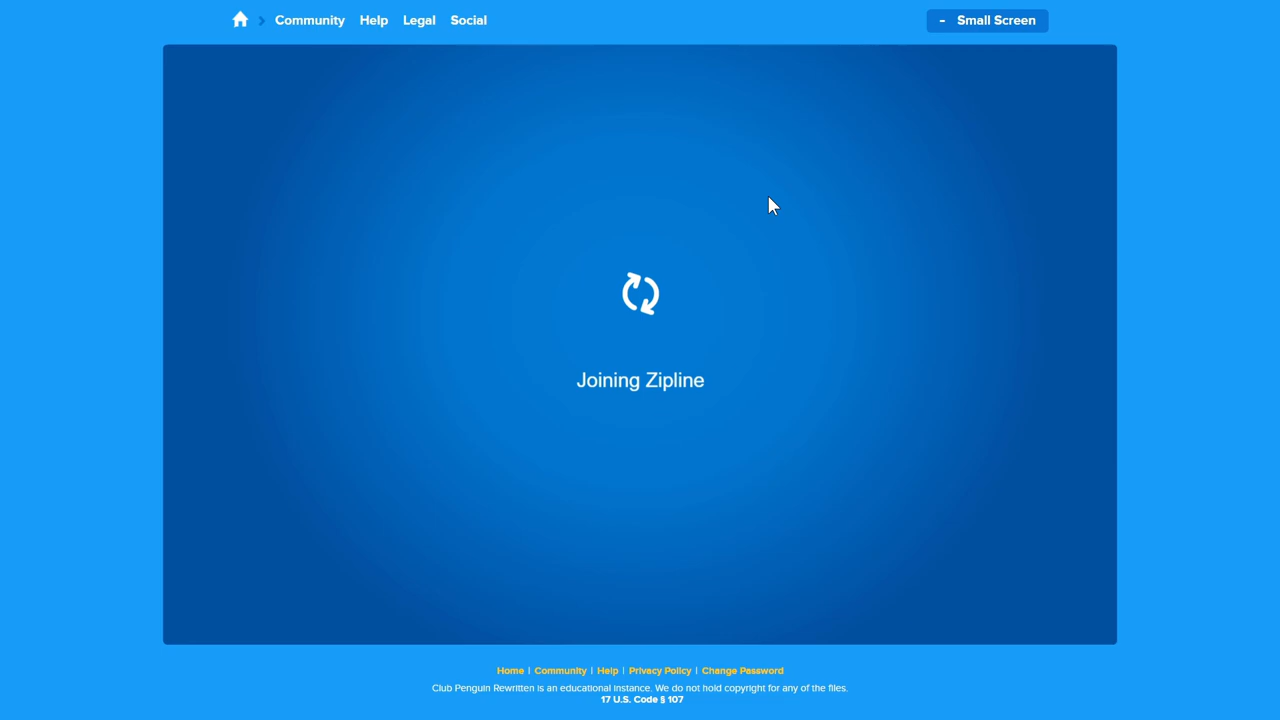 Community Help Legal Social - Small Screen
Joining Zipline
Home | Community | Help | Privacy Policy | Change Password
Club Penguin Rewritten is an educational instance. We do not hold copyright for any of the files.
17 U.S. Code § 107